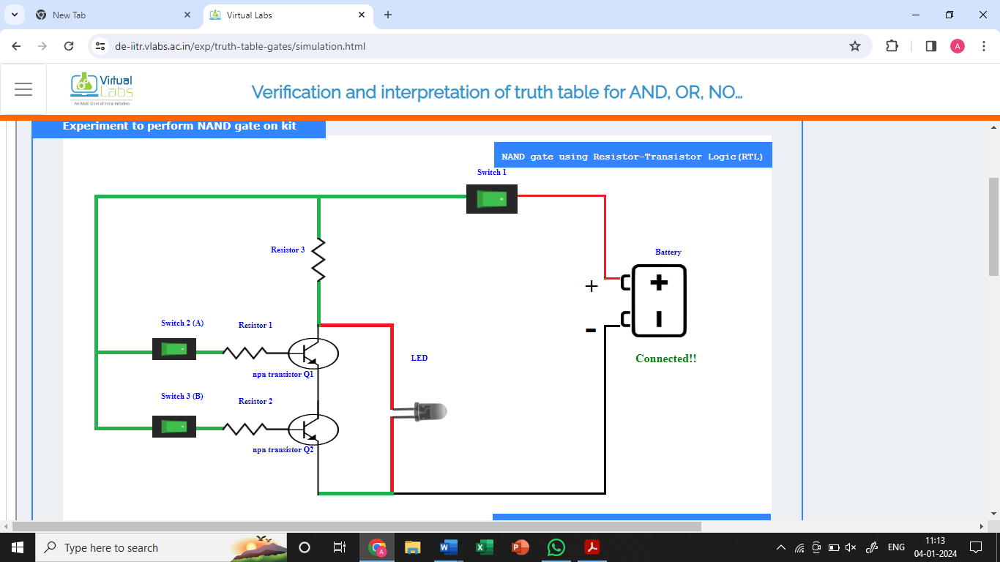 New Tab
Virtual Labs
de-iitr.vlabs.ac.in/exp/truth-table-gates/simulation.html
A
Virtual
Labs
An MoE Govt of India Initiative
Verification and interpretation of truth table for AND, OR, NO...
Experiment to perform NAND gate on kit
NAND gate using Resistor-Transistor Logic(RTL)
Switch 1
Resistor 3
Battery
+
+
-
Switch 2 (A)
Resistor 1
npn transistor Q1
LED
Connected!!
Switch 3 (B)
Resistor 2
npn transistor Q2
Type here to search
A
ENG
11:13
04-01-2024